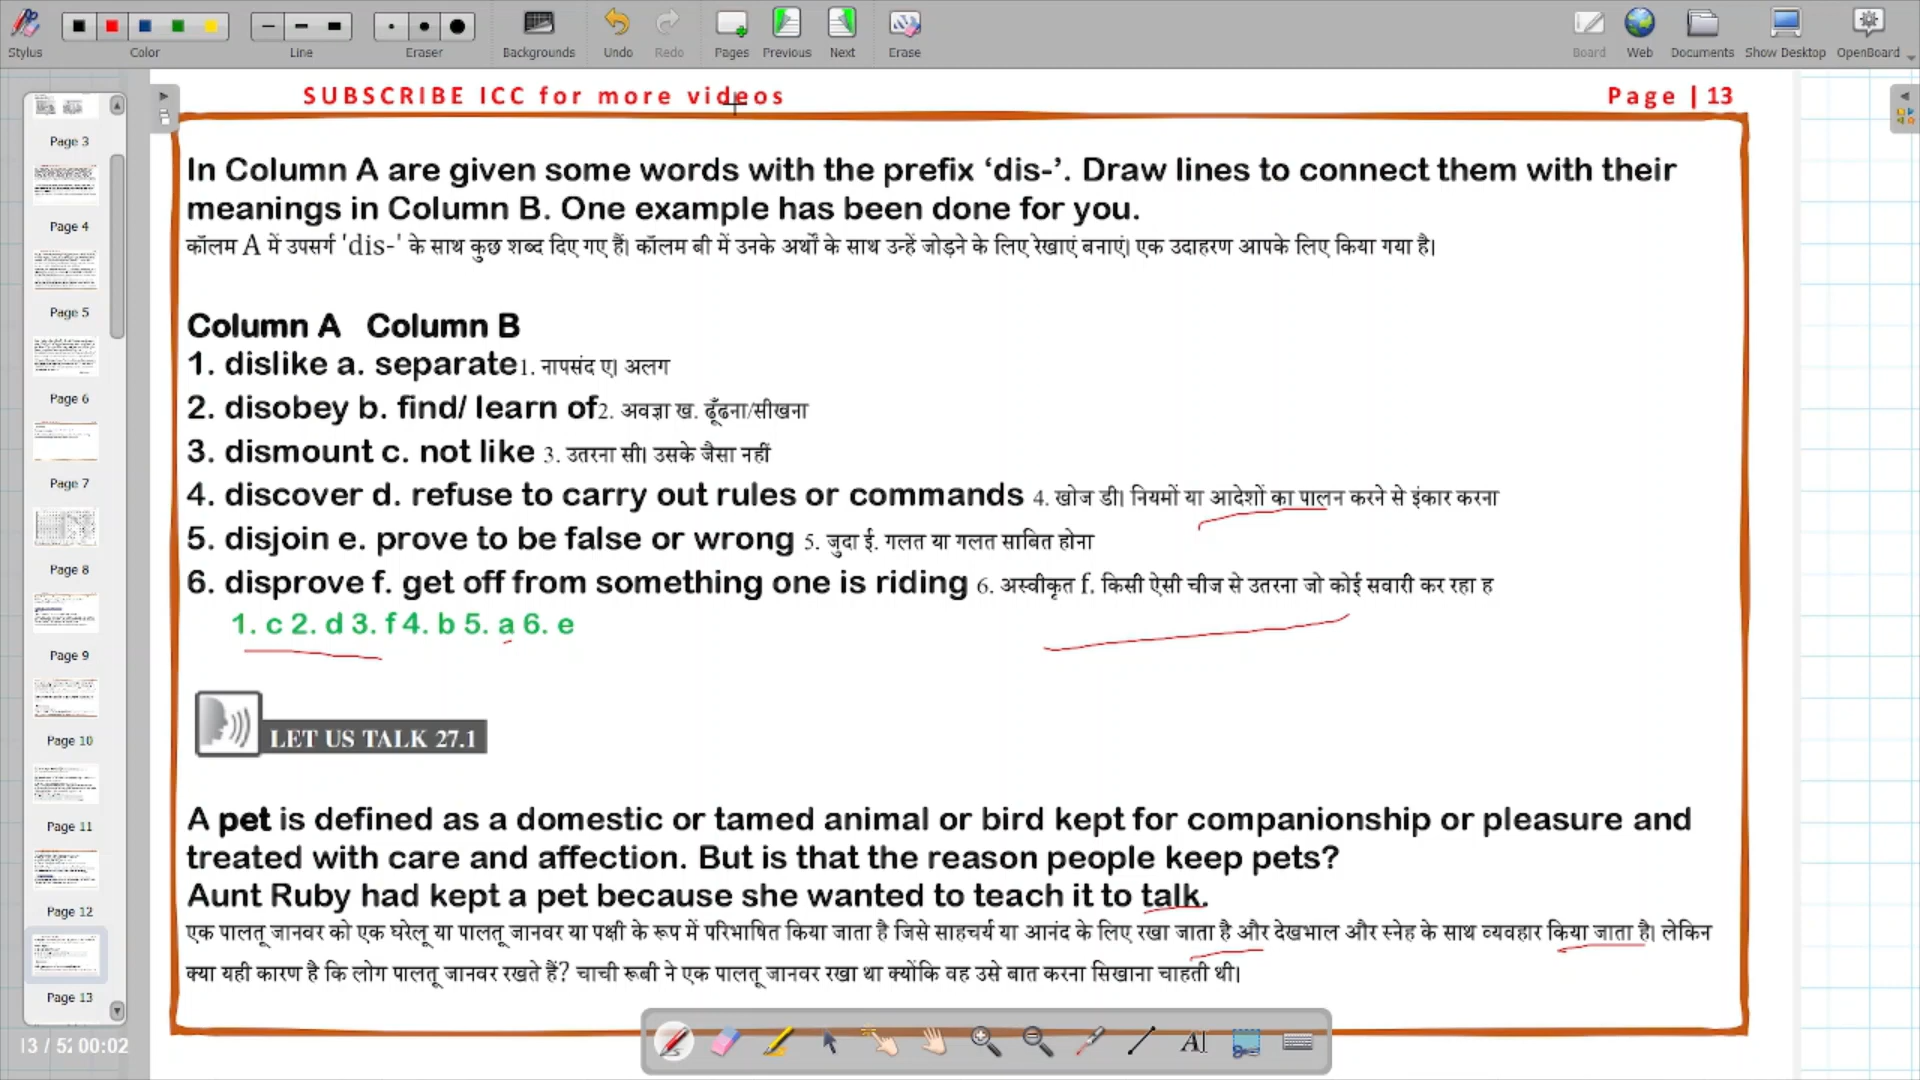 Stylus
Color
Line
Eraser
Backgrounds
Undo
Redo
Pages
Previous
Next
Erase
Board
Web
Documents
Show Desktop
OpenBoard
Page 3
Page 4
Page 5
Page 6
Page 7
Page 8
Page 9
Page 10
Page 11
Page 12
Page 13
00:02
SUBSCRIBE ICC for more videos
Page | 13
In Column A are given some words with the prefix ‘dis-’. Draw lines to connect them with their
meanings in Column B. One example has been done for you.
कॉलम A में उपसर्ग 'dis-' के साथ कुछ शब्द दिए गए हैं। कॉलम बी में उनके अर्थों के साथ उन्हें जोड़ने के लिए रेखाएं बनाएं। एक उदाहरण आपके लिए किया गया है।
Column A Column B
1. dislike a. separate1. नापसंद ए। अलग
2. disobey b. find/ learn of2. अवज्ञा ख. ढूँढना/सीखना
3. dismount c. not like 3. उतरना सी। उसके जैसा नहीं
4. discover d. refuse to carry out rules or commands 4. खोज डी। नियमों या आदेशों का पालन करने से इंकार करना
5. disjoin e. prove to be false or wrong 5. जुदा ई. गलत या गलत साबित होना
6. disprove f. get off from something one is riding 6. अस्वीकृत f. किसी ऐसी चीज से उतरना जो कोई सवारी कर रहा ह
1. c 2. d 3. f 4. b 5. a 6. e
LET US TALK 27.1
A pet is defined as a domestic or tamed animal or bird kept for companionship or pleasure and
treated with care and affection. But is that the reason people keep pets?
Aunt Ruby had kept a pet because she wanted to teach it to talk.
एक पालतू जानवर को एक घरेलू या पालतू जानवर या पक्षी के रूप में परिभाषित किया जाता है जिसे साहचर्य या आनंद के लिए रखा जाता है और देखभाल और स्नेह के साथ व्यवहार किया जाता है। लेकिन
क्या यही कारण है कि लोग पालतू जानवर रखते हैं? चाची रूबी ने एक पालतू जानवर रखा था क्योंकि वह उसे बात करना सिखाना चाहती थी।